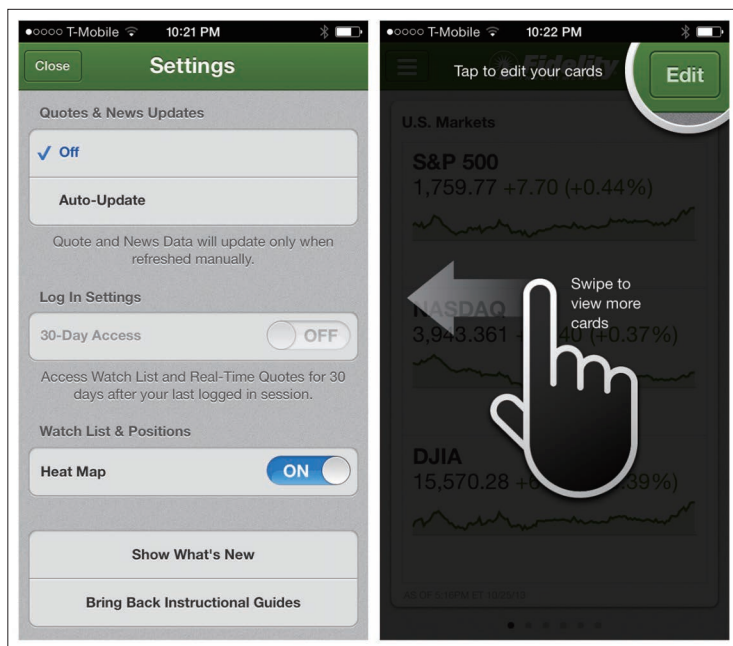 T-Mobile 10:21 PM
Close Settings
Quotes & News Updates
Off
Auto-Update
Quote and News Data will update only when
refreshed manually.
Log In Settings
30-Day Access OFF
Access Watch List and Real-Time Quotes for 30
days after your last logged in session.
Watch List & Positions
Heat Map ON
Show What's New
Bring Back Instructional Guides
T-Mobile 10:22 PM
Tap to edit your cards
Fidelity
Edit
U.S. Markets
S&P 500
1,759.77 +7.70 (+0.44%)
Swipe to
view more
cards
NASDAQ
3,943.361 (+0.37%)
DJIA
15,570.28